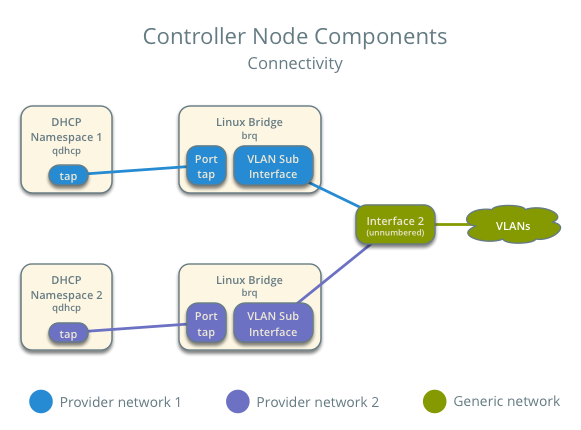 Controller Node Components
Connectivity
DHCP
Namespace 1
qdhcp
tap
Linux Bridge
brq
Port
tap
VLAN Sub
Interface
Interface 2
(unnumbered)
VLANs
DHCP
Namespace 2
qdhcp
tap
Linux Bridge
brq
Port
tap
VLAN Sub
Interface
Provider network 1
Provider network 2
Generic network